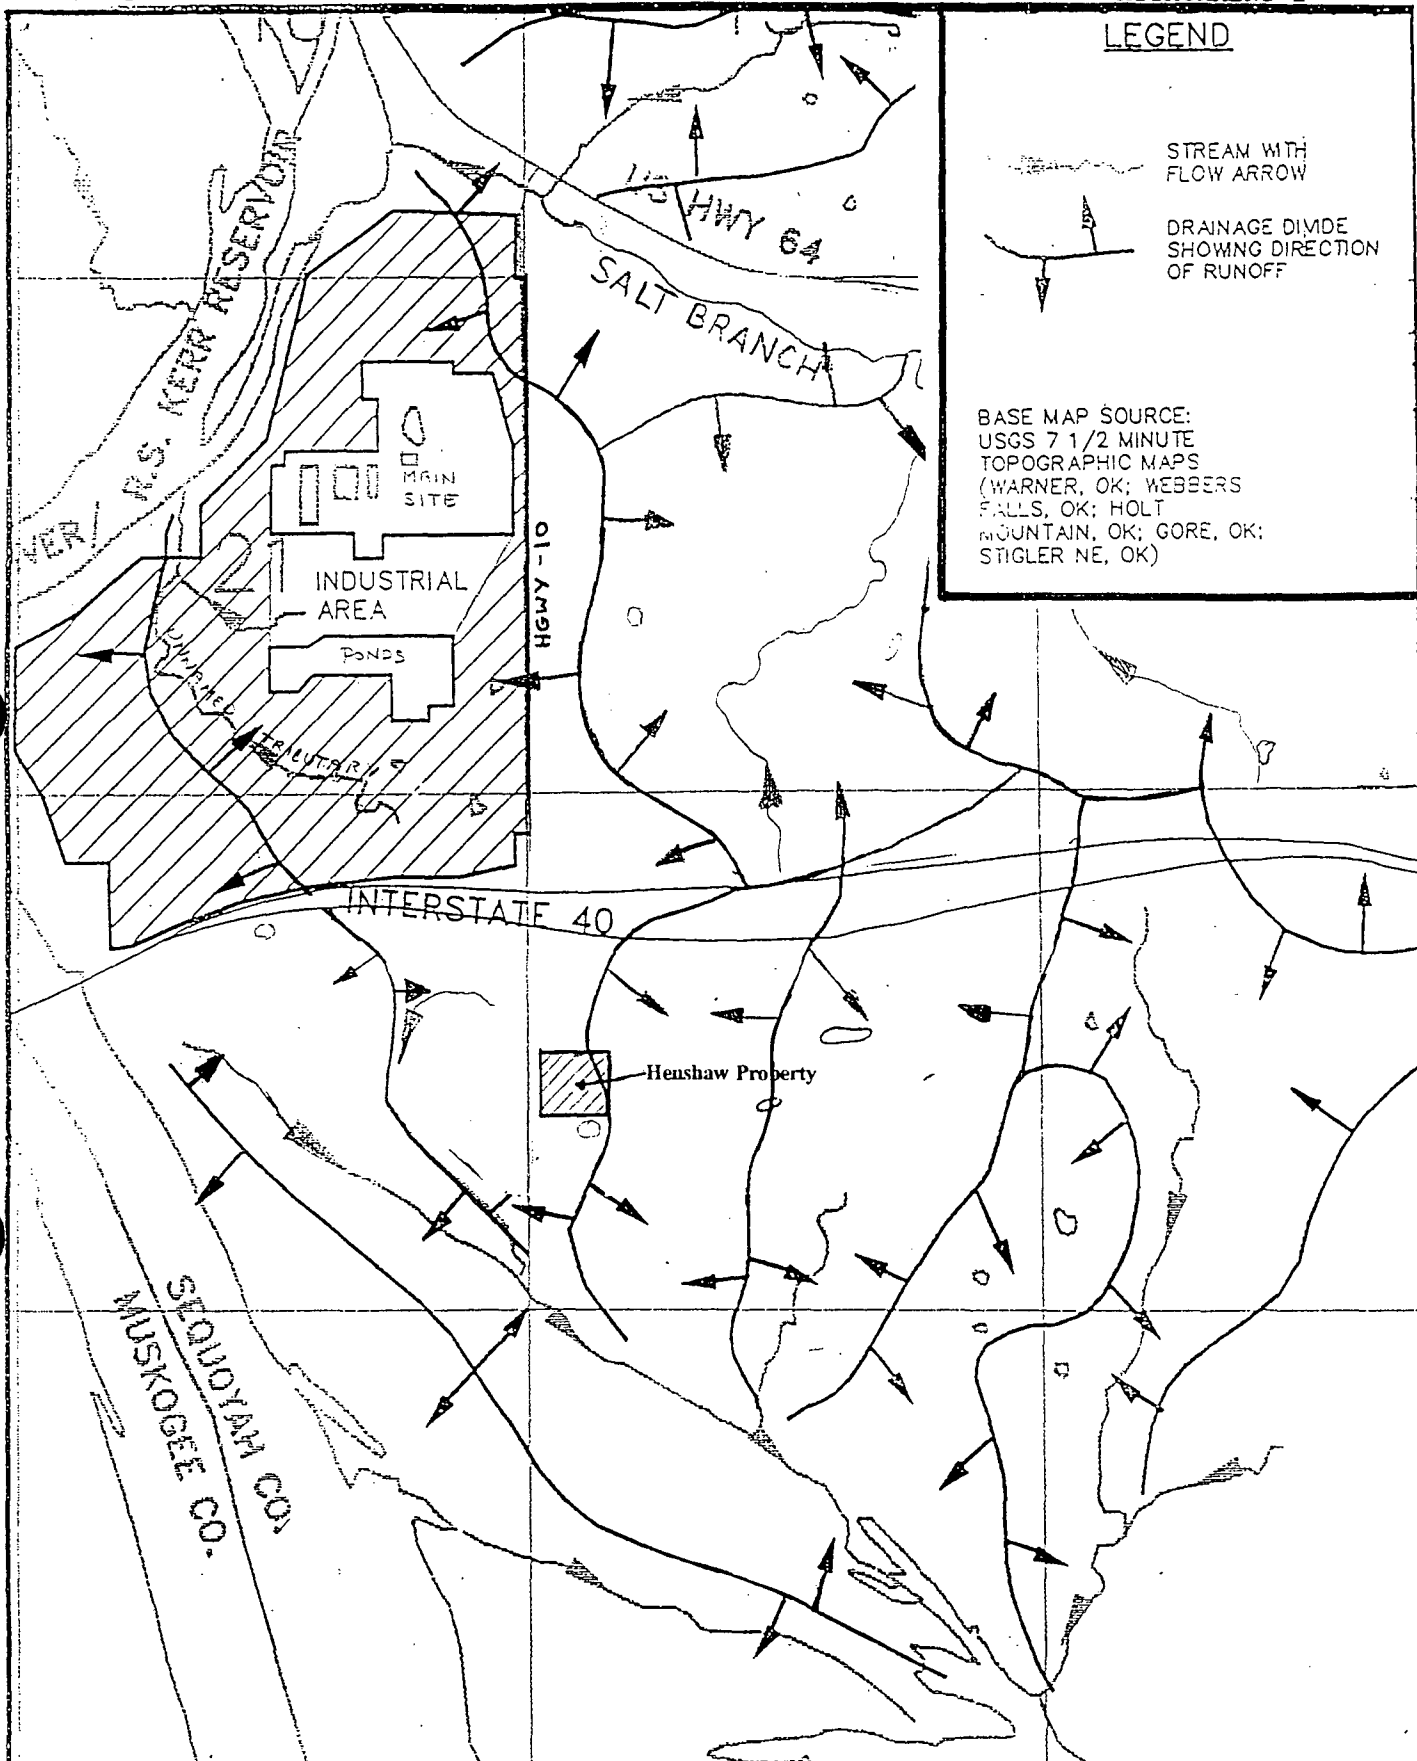 LEGEND
STREAM WITH
FLOW ARROW
DRAINAGE DIVIDE
SHOWING DIRECTION
OF RUNOFF
BASE MAP SOURCE:
USGS 7 1/2 MINUTE
TOPOGRAPHIC MAPS
(WARNER, OK; WEBBERS
FALLS, OK; HOLT
MOUNTAIN, OK; GORE, OK;
STIGLER NE, OK)
US HWY 64
SALT BRANCH
VER/ R.S. KERR RESERVOIR
MAIN
SITE
21
INDUSTRIAL
AREA
HGWY-10
PONDS
UNNAMED TRIBUTARY
INTERSTATE 40
Henshaw Property
SEQUOYAH CO.
MUSKOGEE CO.